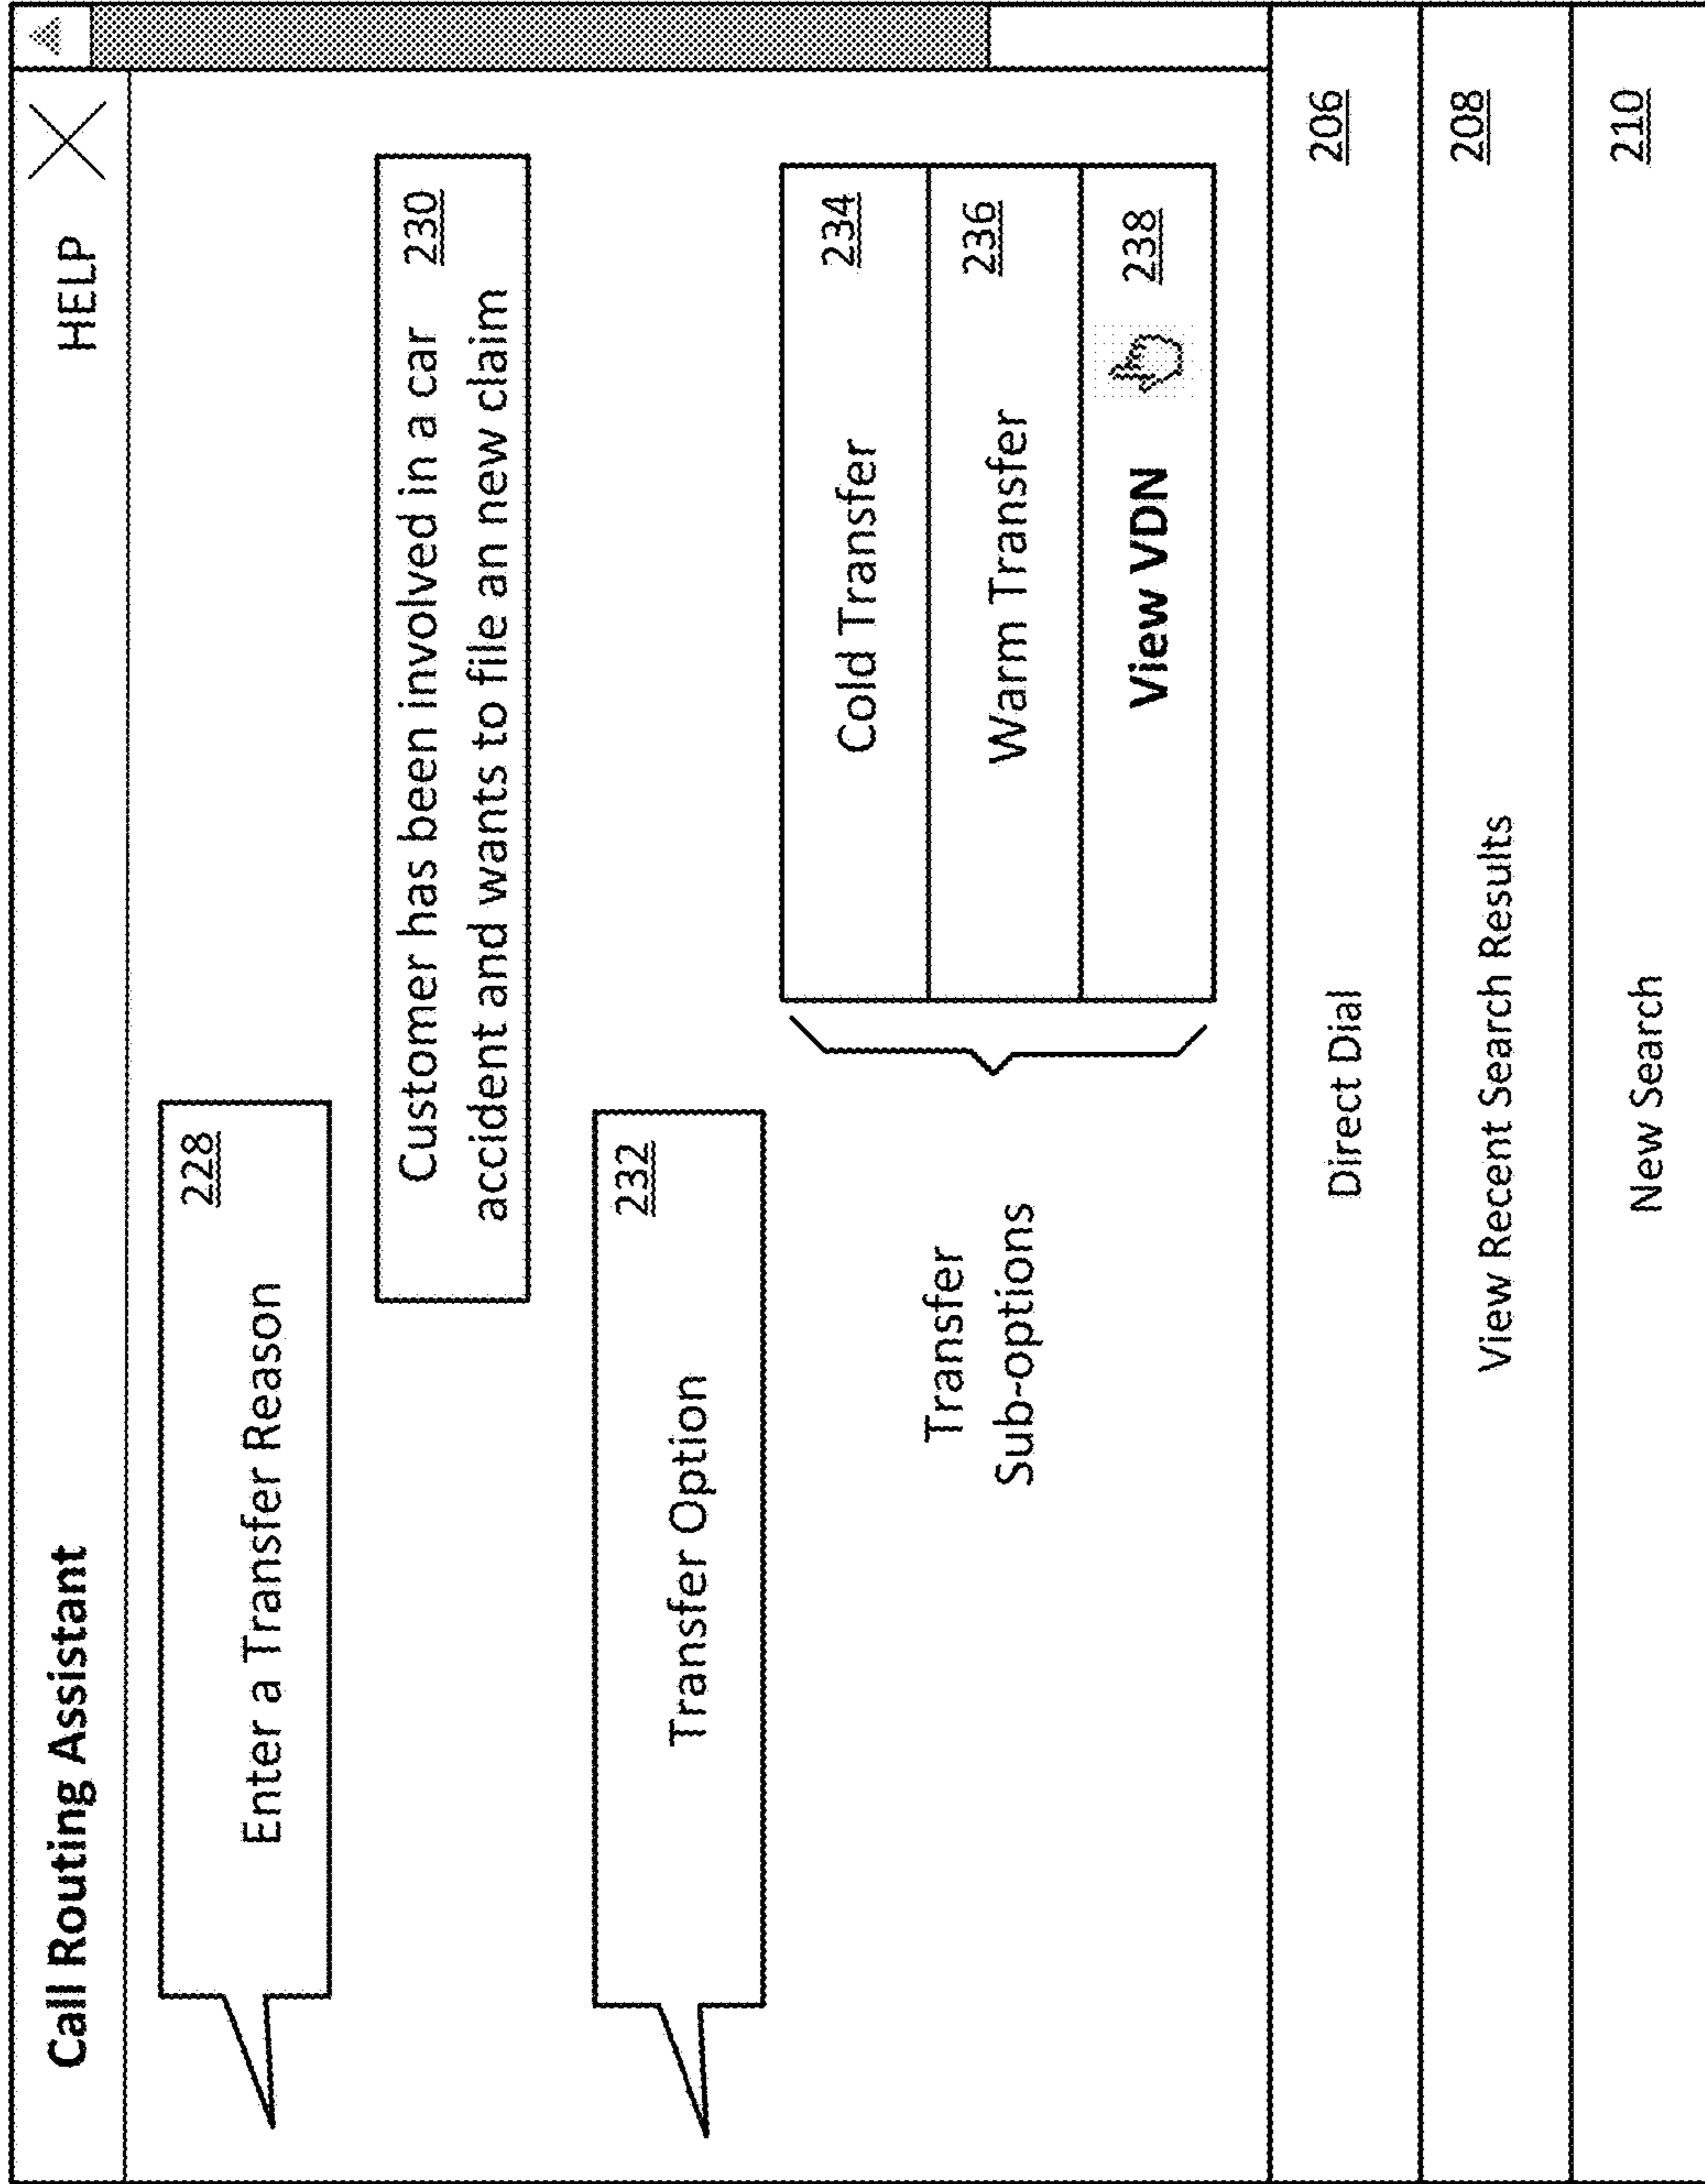 Call Routing Assistant HELP
228
Enter a Transfer Reason
Customer has been involved in a car 230
accident and wants to file an new claim
232
Transfer Option
Transfer
Sub-options
234
Cold Transfer
236
Warm Transfer
View VDN 238
206
Direct Dial
208
View Recent Search Results
210
New Search